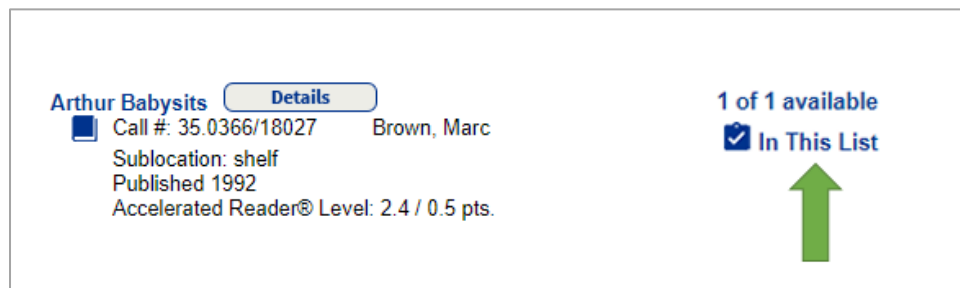 Arthur Babysits Details
Call #: 35.0366/18027 Brown, Marc
Sublocation: shelf
Published 1992
Accelerated Reader® Level: 2.4 / 0.5 pts.
1 of 1 available
In This List